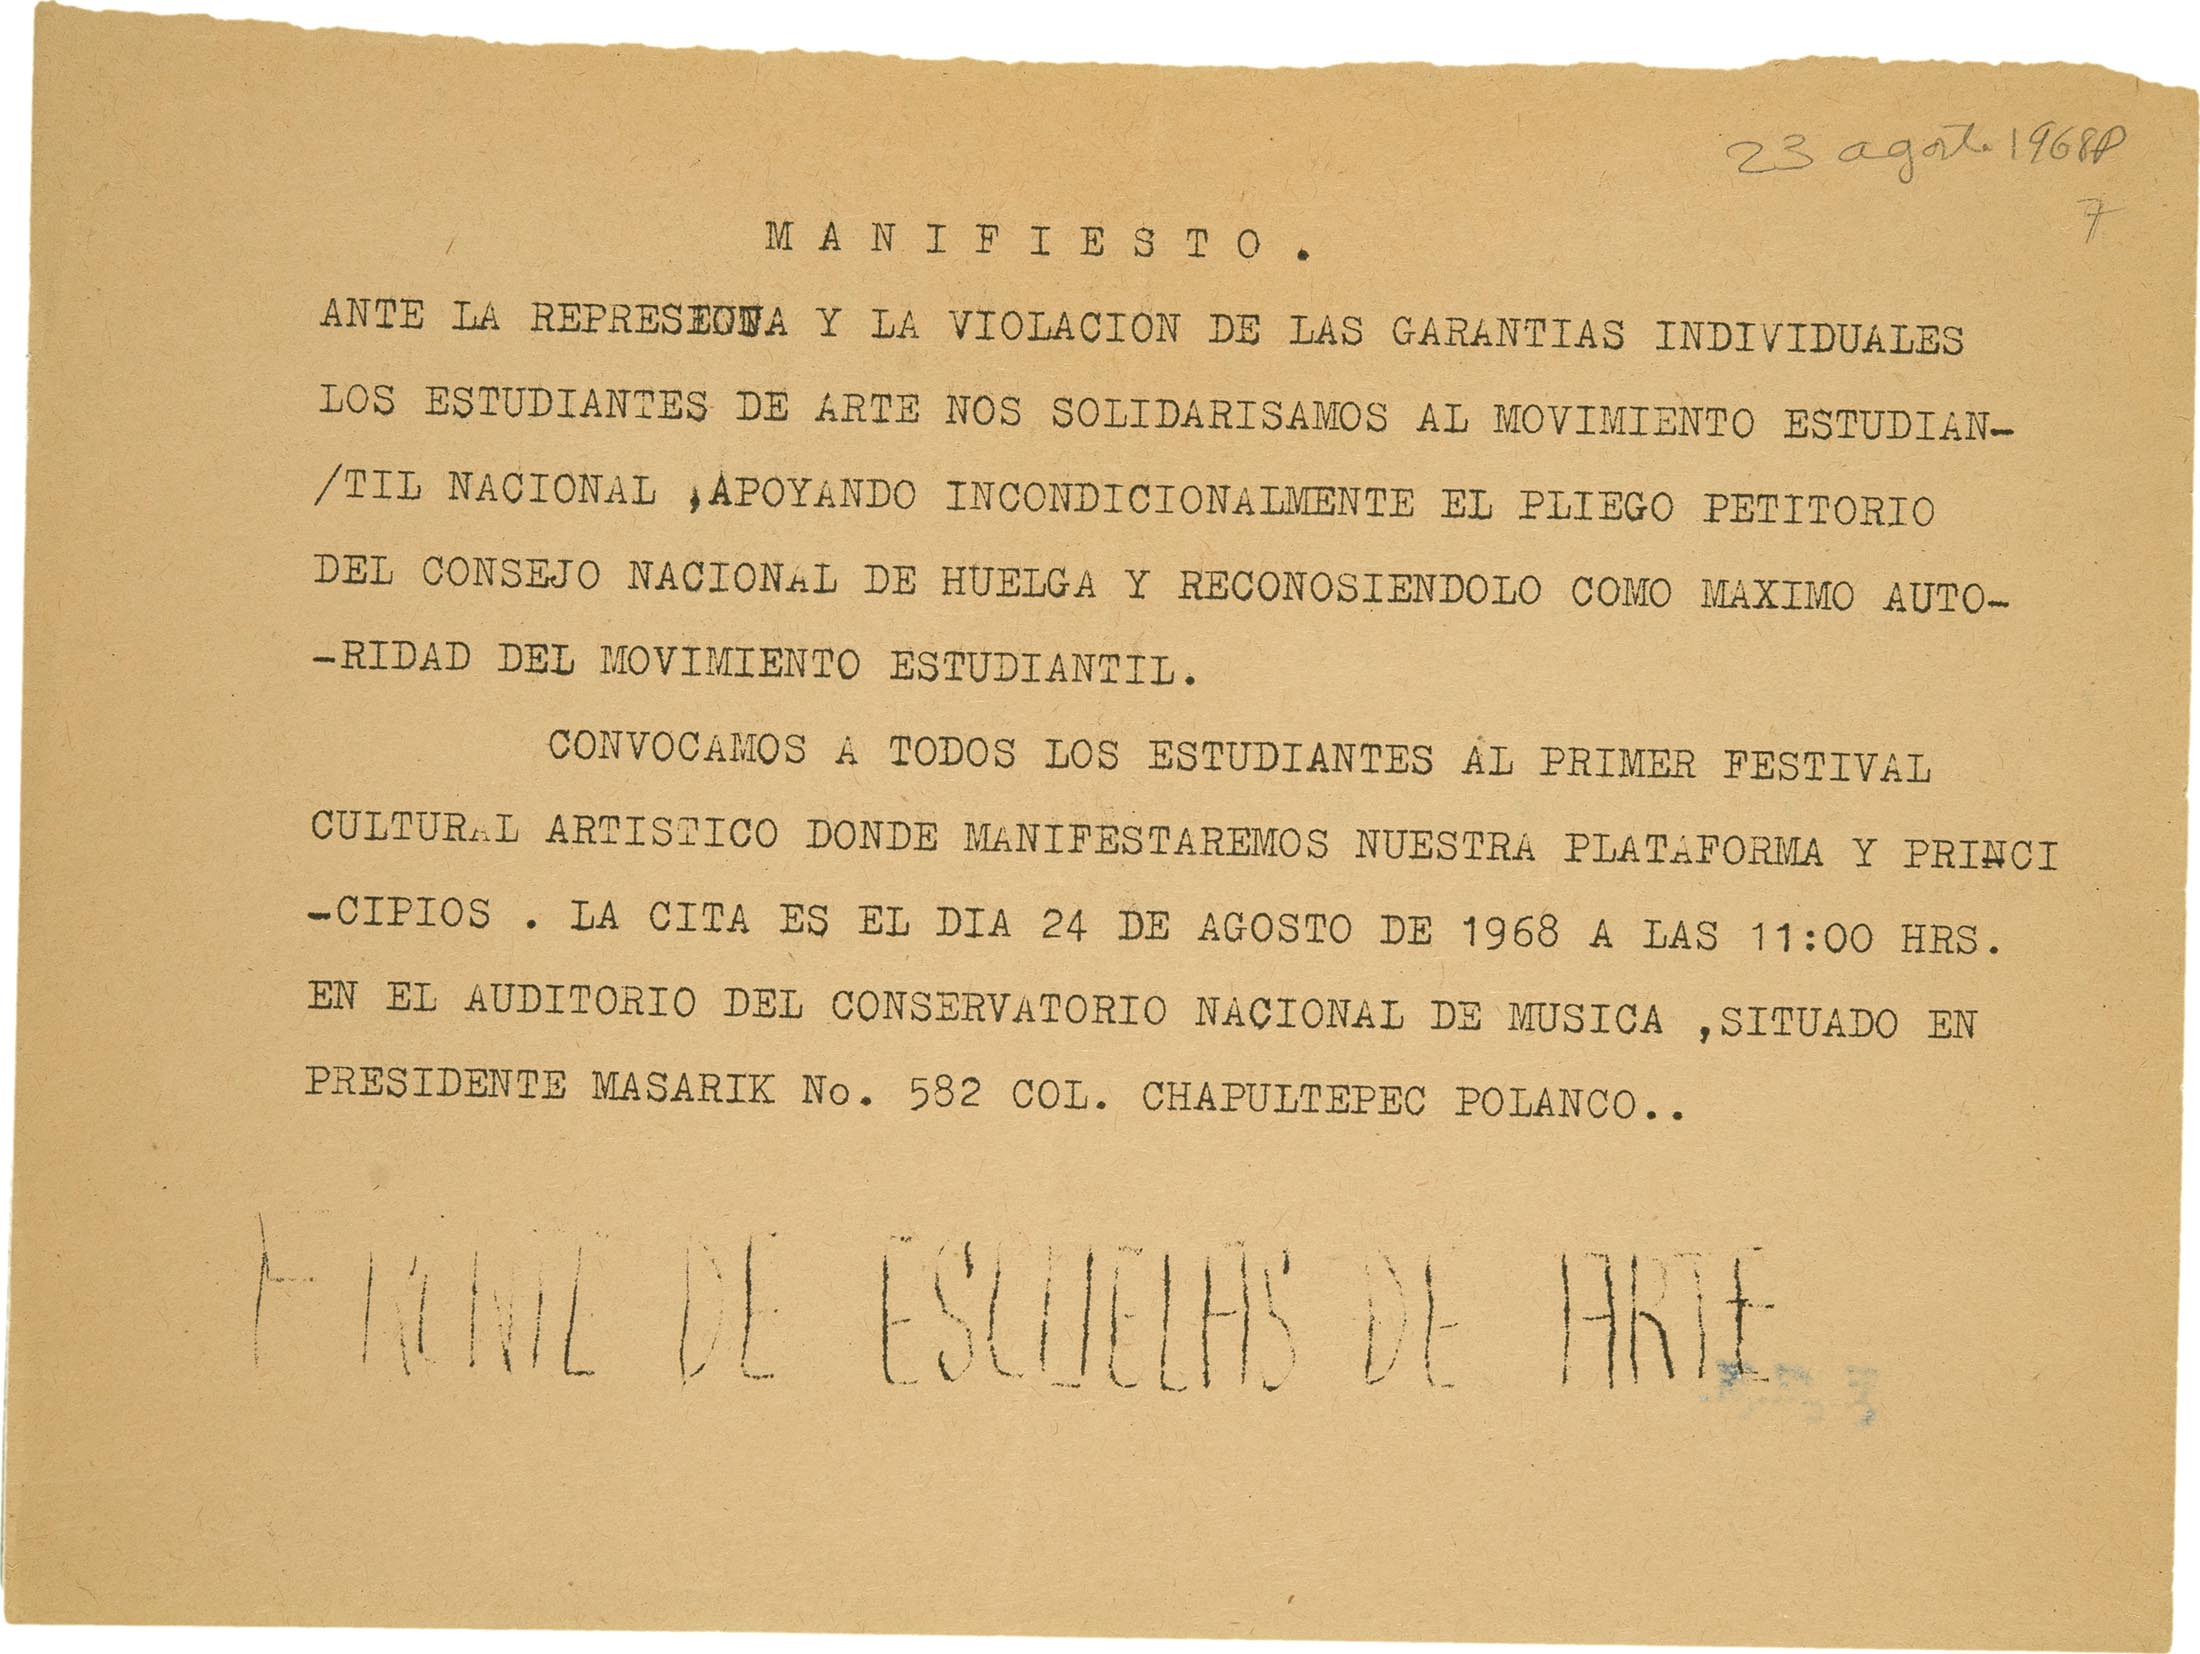 23 agosto 1968
7
M A N I F I E S T O .
ANTE LA Y LA VIOLACION DE LAS GARANTIAS INDIVIDUALES
LOS ESTUDIANTES DE ARTE NOS SOLIDARISAMOS AL MOVIMIENTO ESTUDIAN-
/TIL NACIONAL ,APOYANDO INCONDICIONALMENTE EL PLIEGO PETITORIO
DEL CONSEJO NACIONAL DE HUELGA Y RECONOSIENDOLO COMO MAXIMO AUTO-
-RIDAD DEL MOVIMIENTO ESTUDIANTIL.
CONVOCAMOS A TODOS LOS ESTUDIANTES AL PRIMER FESTIVAL
CULTURAL ARTISTICO DONDE MANIFESTAREMOS NUESTRA PLATAFORMA Y PRINCI
-CIPIOS . LA CITA ES EL DIA 24 DE AGOSTO DE 1968 A LAS 11:00 HRS.
EN EL AUDITORIO DEL CONSERVATORIO NACIONAL DE MUSICA ,SITUADO EN
PRESIDENTE MASARIK No. 582 COL. CHAPULTEPEC POLANCO..
DE ESCUELAS DE ARTE